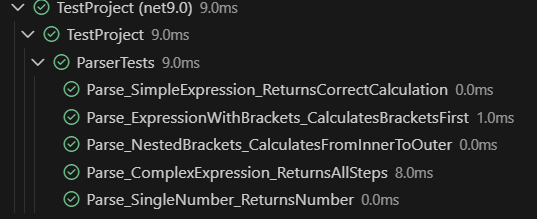 TestProject (net9.0) 9.0ms
TestProject 9.0ms
ParserTests 9.0ms
Parse_SimpleExpression_ReturnsCorrectCalculation 0.0ms
Parse_ExpressionWithBrackets_CalculatesBracketsFirst 1.0ms
Parse_NestedBrackets_CalculatesFromInnerToOuter 0.0ms
Parse_ComplexExpression_ReturnsAllSteps 8.0ms
Parse_SingleNumber_ReturnsNumber 0.0ms